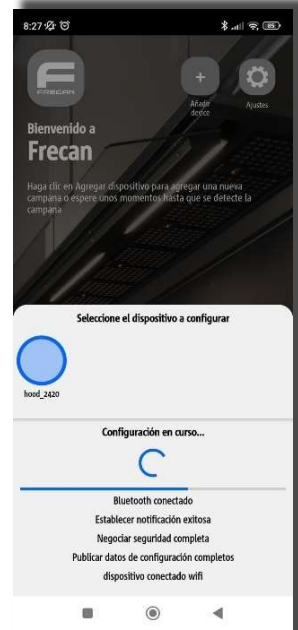 8:27
85
FRECAN
+
Añadir
device
Ajustes
Bienvenido a
Frecan
Haga clic en Agregar dispositivo para agregar una nueva
campana o espere unos momentos hasta que se detecte la
campana
Seleccione el dispositivo a configurar
hood_2420
Configuración en curso...
Bluetooth conectado
Establecer notificación exitosa
Negociar seguridad completa
Publicar datos de configuración completos
dispositivo conectado wifi